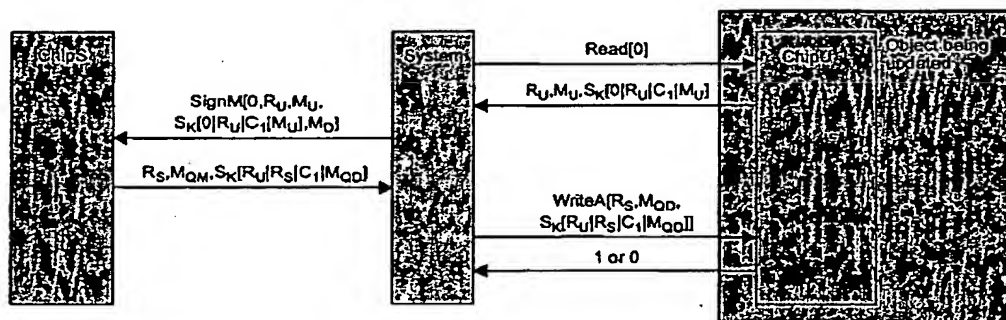 ChipS
System
ChipU
Object being
updated
Read[0]
R_U,M_U,S_K[0|R_U|C_1|M_U]
SignM[0,R_U,M_U,
S_K[0|R_U|C_1|M_U],M_D]
R_S,M_QM,S_K[R_U|R_S|C_1|M_QD]
WriteA[R_S,M_QD,
S_K[R_U|R_S|C_1|M_QD]]
1 or 0